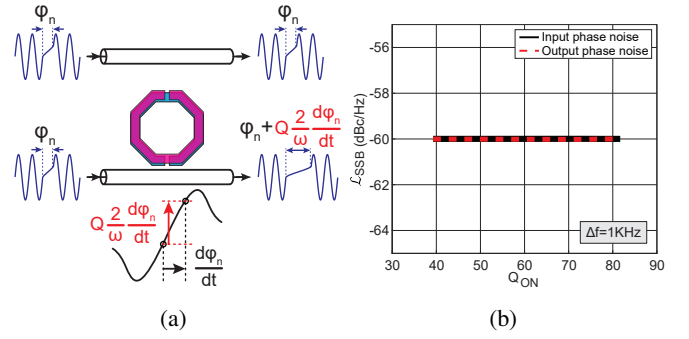 φn
φn
φn
φn+Q 2/ω dφn/dt
Q 2/ω dφn/dt
dφn/dt
(a)
-55
-58
-60
-62
-64
ℒSSB (dBc/Hz)
Input phase noise
Output phase noise
Δf=1KHz
30 40 50 60 70 80 90
QON
(b)